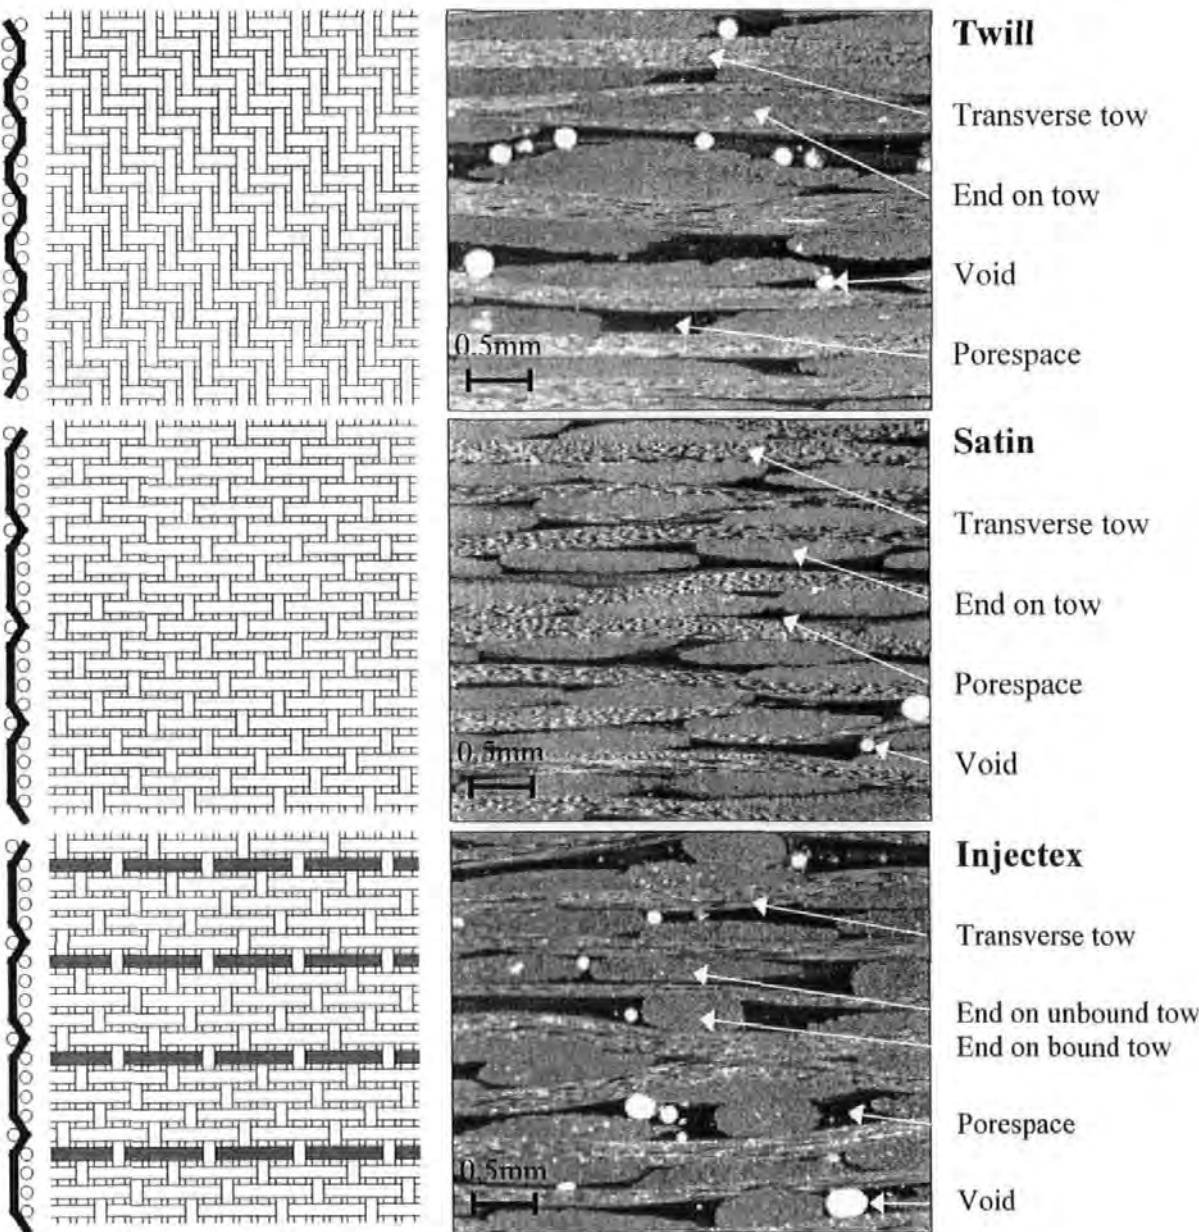 Twill
Transverse tow
End on tow
Void
Porespace
0.5mm
Satin
Transverse tow
End on tow
Porespace
Void
0.5mm
Injectex
Transverse tow
End on unbound tow
End on bound tow
Porespace
Void
0.5mm